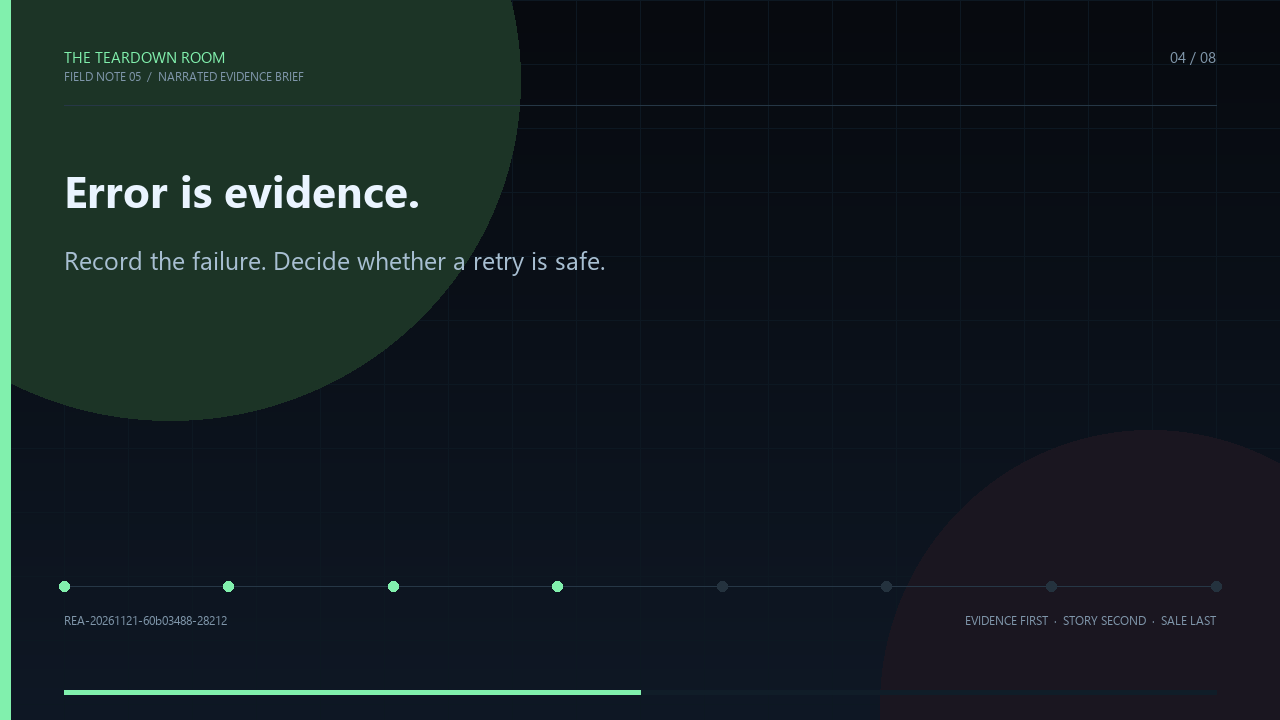 THE TEARDOWN ROOM
04 / 08
FIELD NOTE 05 / NARRATED EVIDENCE BRIEF
Error is evidence.
Record the failure. Decide whether a retry is safe.
REA-20261121-60b03488-28212
EVIDENCE FIRST · STORY SECOND · SALE LAST